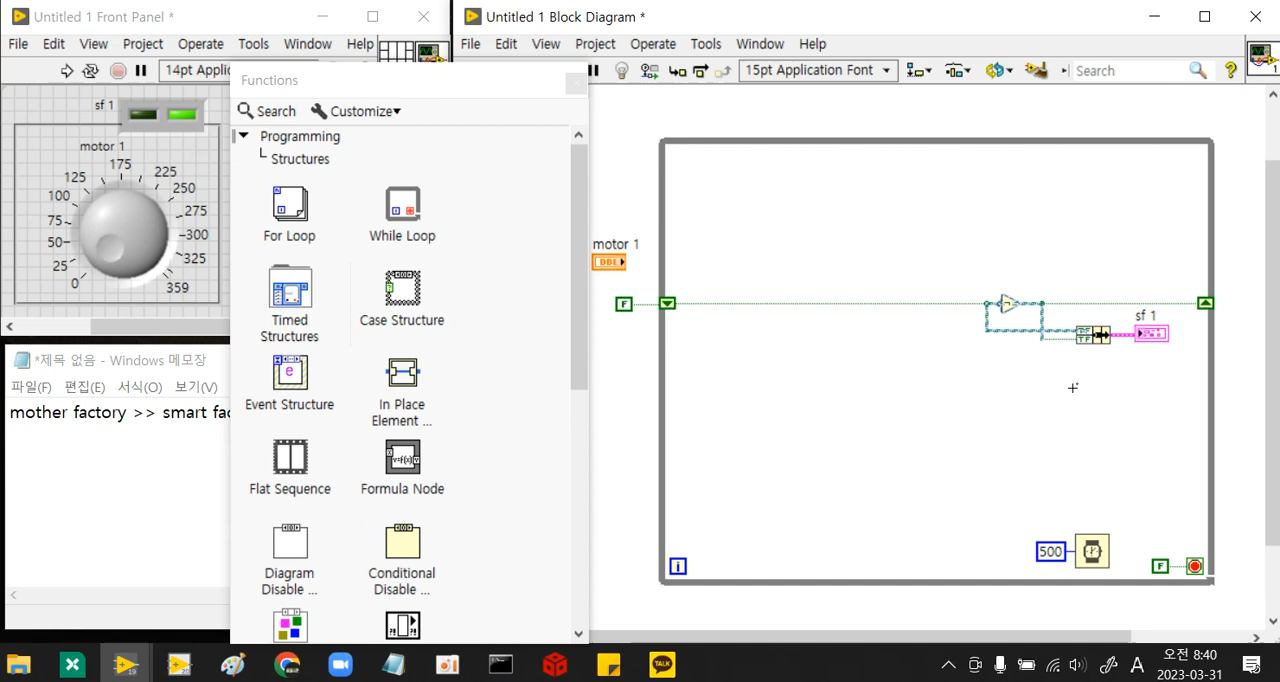 Untitled 1 Front Panel *
File Edit View Project Operate Tools Window Help
14pt Applic
sf 1
motor 1
0
25
50
75
100
125
175
225
250
275
300
325
359
*제목 없음 - Windows 메모장
파일(F) 편집(E) 서식(O) 보기(V)
mother factory >> smart fac
Functions
Search Customize
Programming
Structures
For Loop
While Loop
Timed
Structures
Case Structure
Event Structure
In Place
Element ...
Flat Sequence
Formula Node
Diagram
Disable ...
Conditional
Disable ...
Untitled 1 Block Diagram *
File Edit View Project Operate Tools Window Help
15pt Application Font
Search
motor 1
DBL
F
sf 1
TF
TF
i
500
F
A
오전 8:40
2023-03-31